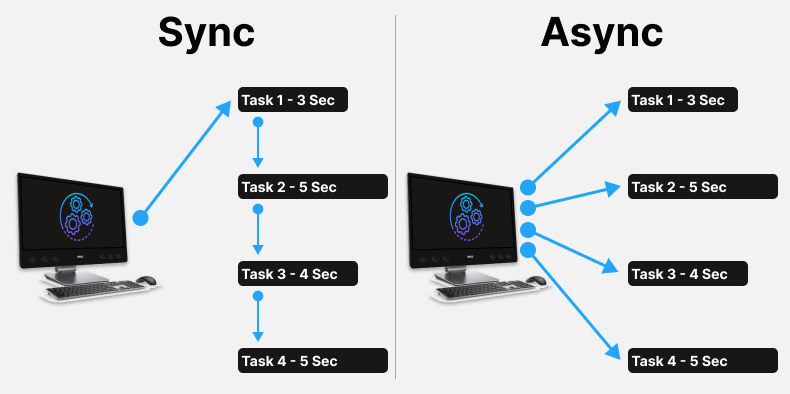 Sync
Task 1 - 3 Sec
Task 2 - 5 Sec
Task 3 - 4 Sec
Task 4 - 5 Sec
Async
Task 1 - 3 Sec
Task 2 - 5 Sec
Task 3 - 4 Sec
Task 4 - 5 Sec